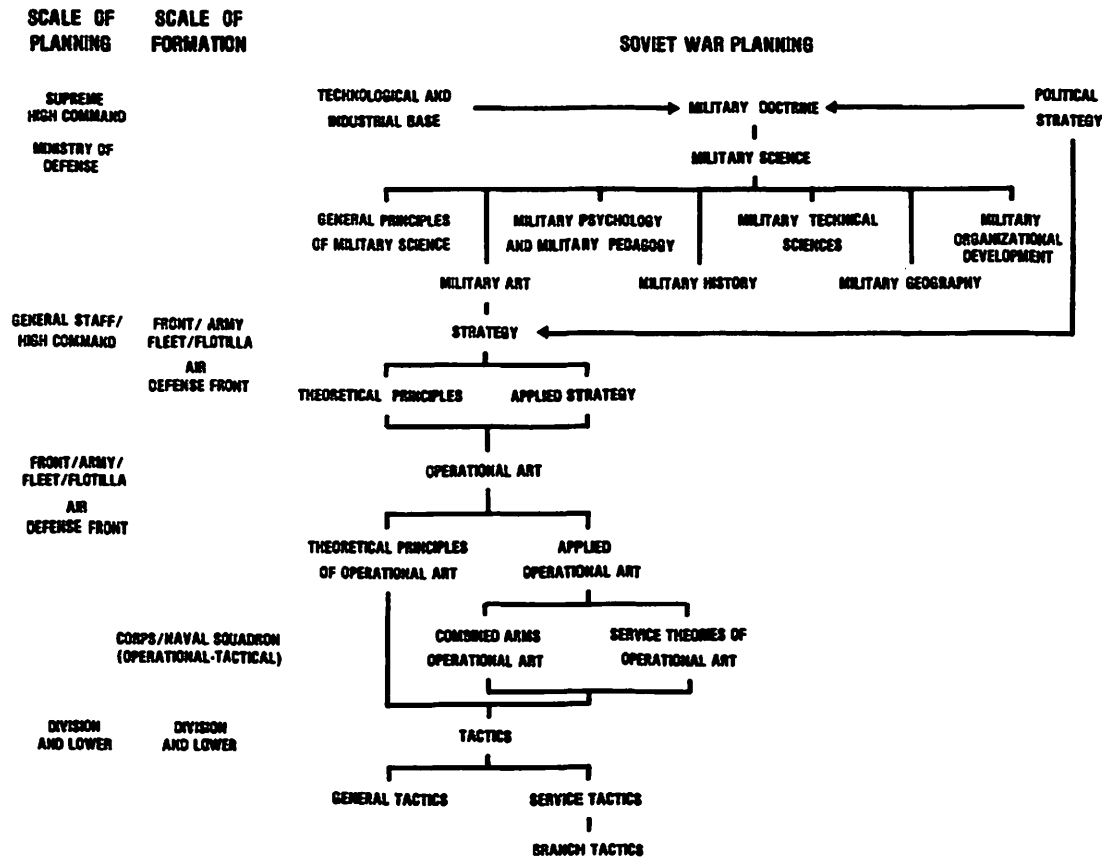 SCALE OF
PLANNING
SCALE OF
FORMATION
SOVIET WAR PLANNING
SUPREME
HIGH COMMAND
MINISTRY OF
DEFENSE
TECHNOLOGICAL AND
INDUSTRIAL BASE
MILITARY DOCTRINE
POLITICAL
STRATEGY
MILITARY SCIENCE
GENERAL PRINCIPLES
OF MILITARY SCIENCE
MILITARY PSYCHOLOGY
AND MILITARY PEDAGOGY
MILITARY TECHNICAL
SCIENCES
MILITARY
ORGANIZATIONAL
DEVELOPMENT
MILITARY ART
MILITARY HISTORY
MILITARY GEOGRAPHY
GENERAL STAFF/
HIGH COMMAND
FRONT/ ARMY
FLEET/FLOTILLA
AIR
DEFENSE FRONT
STRATEGY
THEORETICAL PRINCIPLES
APPLIED STRATEGY
FRONT/ARMY/
FLEET/FLOTILLA
AIR
DEFENSE FRONT
OPERATIONAL ART
THEORETICAL PRINCIPLES
OF OPERATIONAL ART
APPLIED
OPERATIONAL ART
CORPS/NAVAL SQUADRON
(OPERATIONAL-TACTICAL)
COMBINED ARMS
OPERATIONAL ART
SERVICE THEORIES OF
OPERATIONAL ART
DIVISION
AND LOWER
DIVISION
AND LOWER
TACTICS
GENERAL TACTICS
SERVICE TACTICS
BRANCH TACTICS